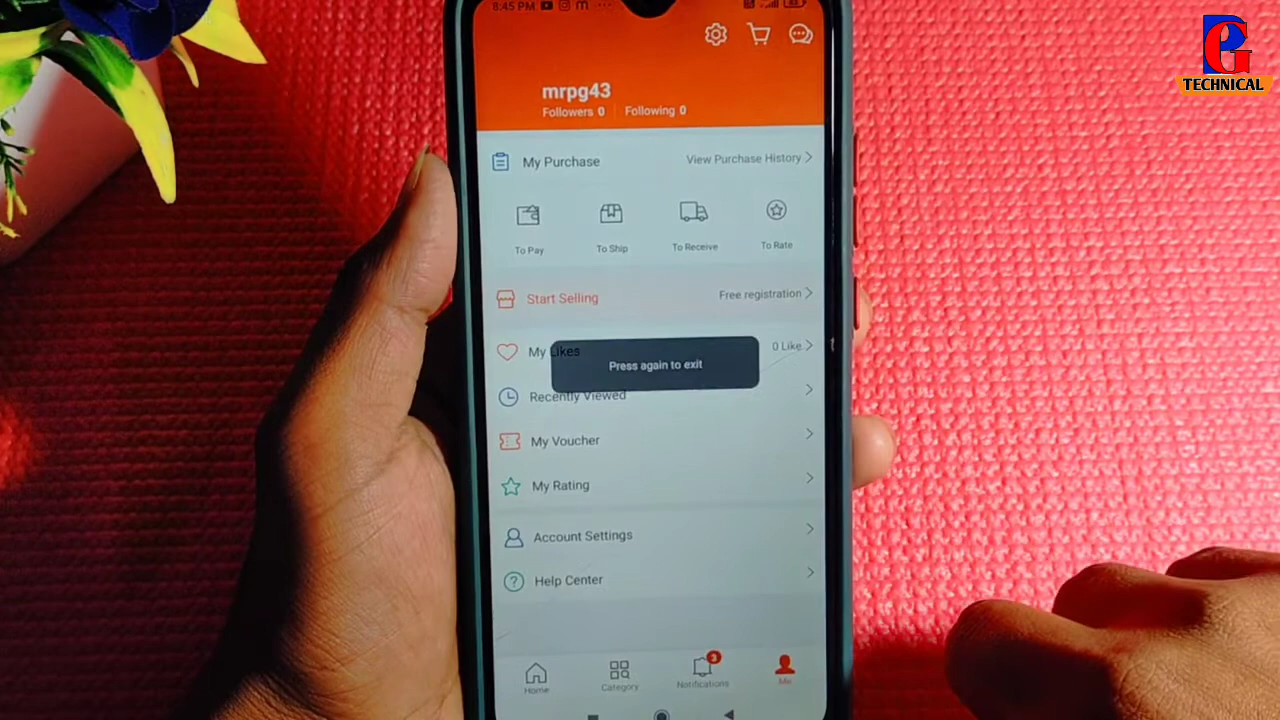 8:45 PM
PG
TECHNICAL
mrpg43
Followers 0 Following 0
My Purchase View Purchase History
To Pay To Ship To Receive To Rate
Start Selling Free registration
My Likes 0 Like
Press again to exit
Recently Viewed
My Voucher
My Rating
Account Settings
Help Center
3
Home Category Notifications Me